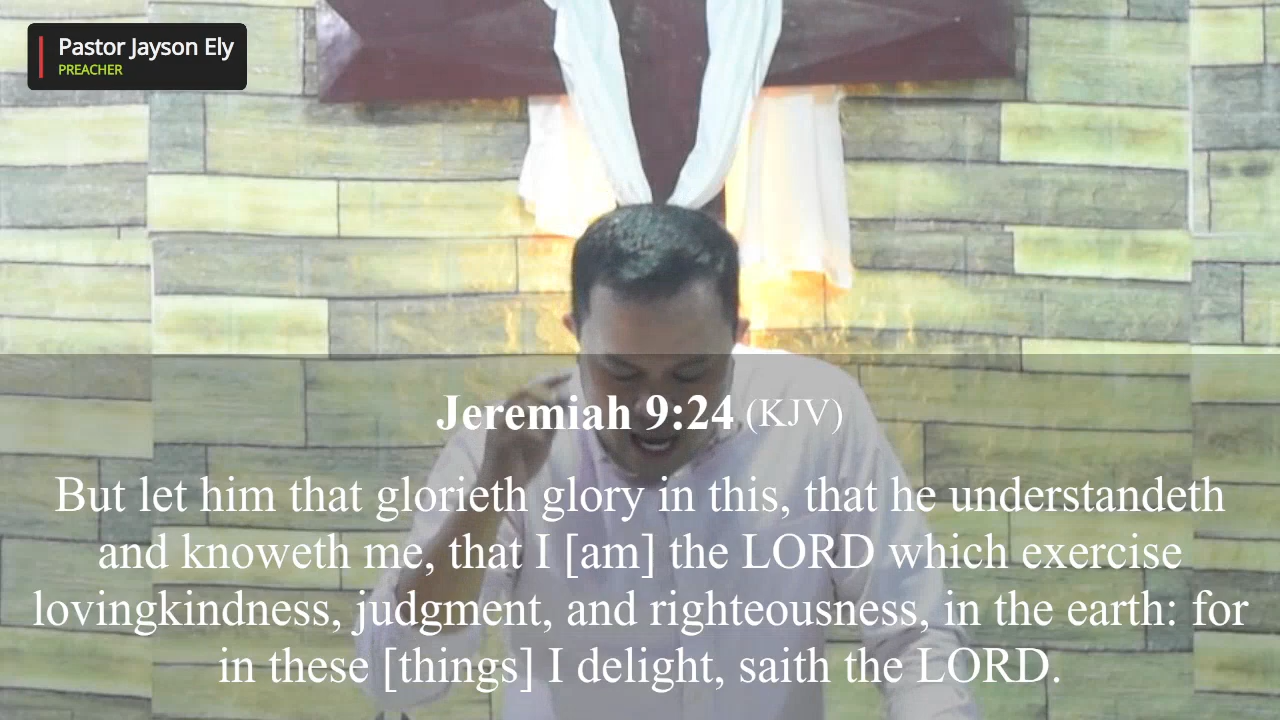 Pastor Jayson Ely
PREACHER
Jeremiah 9:24 (KJV)
But let him that glorieth glory in this, that he understandeth
and knoweth me, that I [am] the LORD which exercise
lovingkindness, judgment, and righteousness, in the earth: for
in these [things] I delight, saith the LORD.